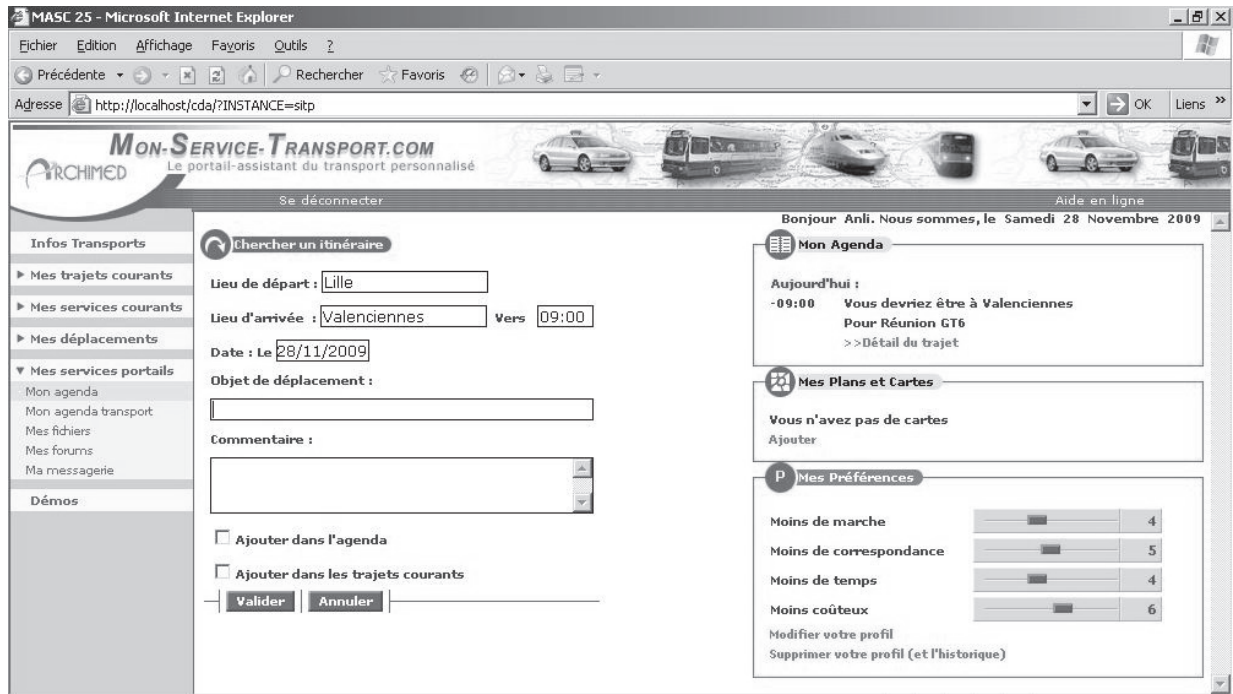 MASC 25 - Microsoft Internet Explorer
Fichier Edition Affichage Favoris Outils ?
Précédente Rechercher Favoris
Adresse http://localhost/cda/?INSTANCE=sitp OK Liens »
ARCHIMED
MON-SERVICE-TRANSPORT.COM
Le portail-assistant du transport personnalisé
Se déconnecter Aide en ligne
Bonjour Anli. Nous sommes, le Samedi 28 Novembre 2009
Infos Transports
Mes trajets courants
Mes services courants
Mes déplacements
Mes services portails
Mon agenda
Mon agenda transport
Mes fichiers
Mes forums
Ma messagerie
Démos
Chercher un itinéraire
Lieu de départ : Lille
Lieu d'arrivée : Valenciennes Vers 09:00
Date : Le 28/11/2009
Objet de déplacement :
Commentaire :
Ajouter dans l'agenda
Ajouter dans les trajets courants
Valider Annuler
Mon Agenda
Aujourd'hui :
-09:00 Vous devriez être à Valenciennes
Pour Réunion GT6
>>Détail du trajet
Mes Plans et Cartes
Vous n'avez pas de cartes
Ajouter
P Mes Préférences
Moins de marche 4
Moins de correspondance 5
Moins de temps 4
Moins coûteux 6
Modifier votre profil
Supprimer votre profil (et l'historique)